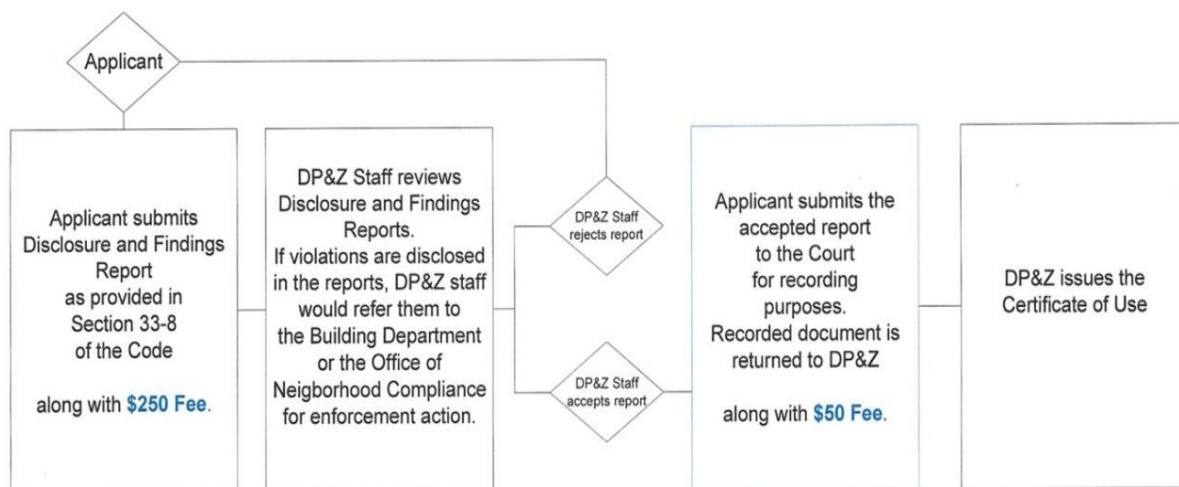 Applicant
Applicant submits
Disclosure and Findings
Report
as provided in
Section 33-8
of the Code
along with $250 Fee.
DP&Z Staff reviews
Disclosure and Findings
Reports.
If violations are disclosed
in the reports, DP&Z staff
would refer them to
the Building Department
or the Office of
Neigborhood Compliance
for enforcement action.
DP&Z Staff
rejects report
DP&Z Staff
accepts report
Applicant submits the
accepted report
to the Court
for recording
purposes.
Recorded document is
returned to DP&Z
along with $50 Fee.
DP&Z issues the
Certificate of Use